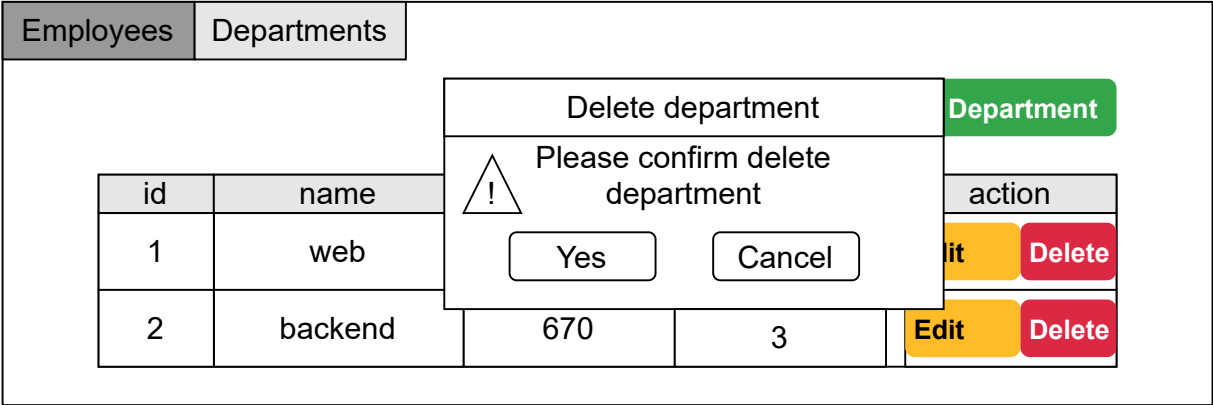 Employees Departments
Delete department
Department
Please confirm delete
department
!
id name action
Yes Cancel
1 web Delete
2 backend 670 3 Edit Delete